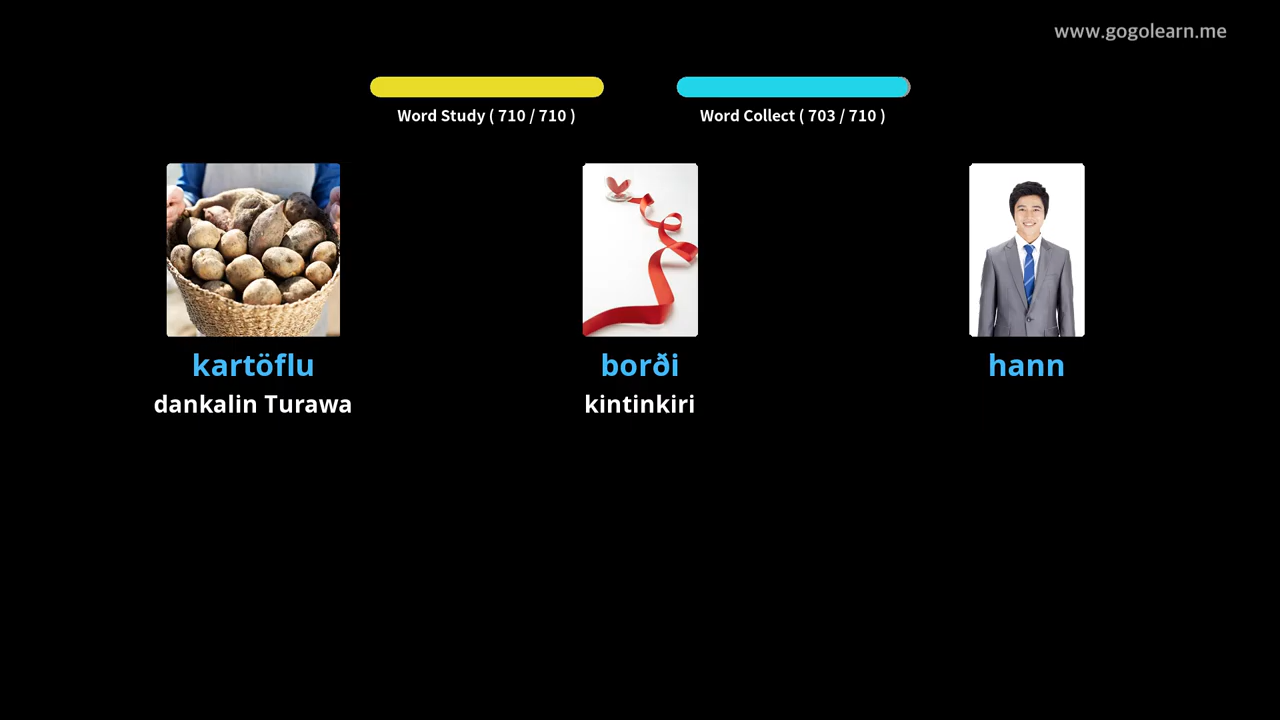 www.gogolearn.me
Word Study ( 710 / 710 )
Word Collect ( 703 / 710 )
kartöflu
dankalin Turawa
borði
kintinkiri
hann